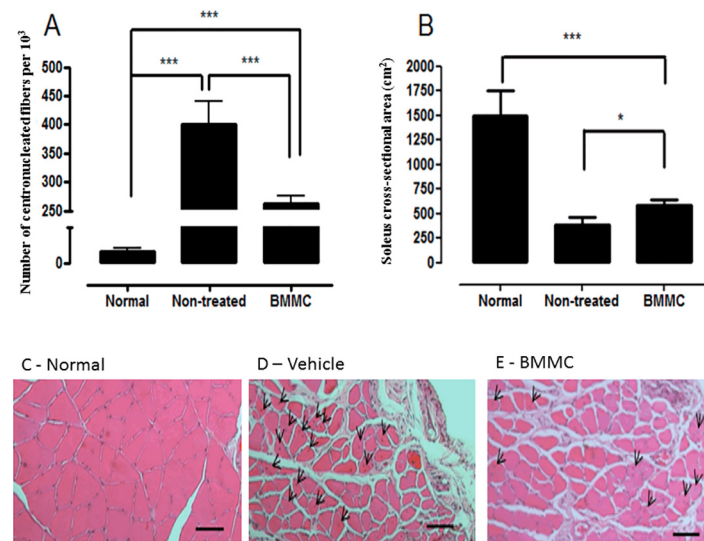 A
Number of centronucleated fibers per 10³
***
***
***
500
450
400
350
300
250
0
Normal
Non-treated
BMMC
B
Soleus cross-sectional area (cm²)
***
*
2000
1750
1500
1250
1000
750
500
250
0
Normal
Non-treated
BMMC
C - Normal
D – Vehicle
E - BMMC